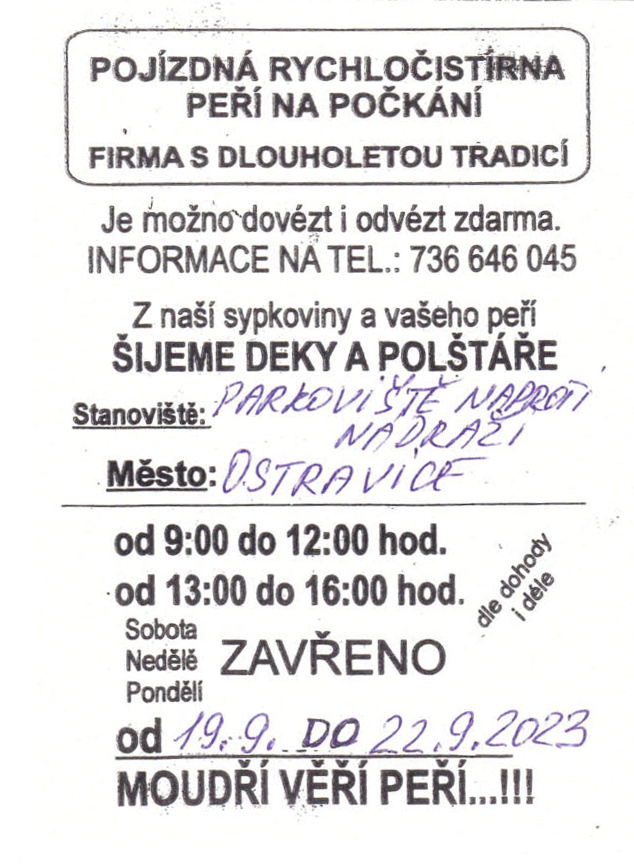 POJÍZDNÁ RYCHLOČISTÍRNA
PEŘÍ NA POČKÁNÍ
FIRMA S DLOUHOLETOU TRADICÍ
Je možno dovézt i odvézt zdarma.
INFORMACE NA TEL.: 736 646 045
Z naší sypkoviny a vašeho peří
ŠIJEME DEKY A POLŠTÁŘE
Stanoviště: PARKOVIŠTĚ NAPROTI
NÁDRAŽÍ
Město: OSTRAVICE
od 9:00 do 12:00 hod.
od 13:00 do 16:00 hod.
dle dohody
i déle
Sobota
Neděle ZAVŘENO
Pondělí
od 19.9. DO 22.9.2023
MOUDŘÍ VĚŘÍ PEŘÍ...!!!